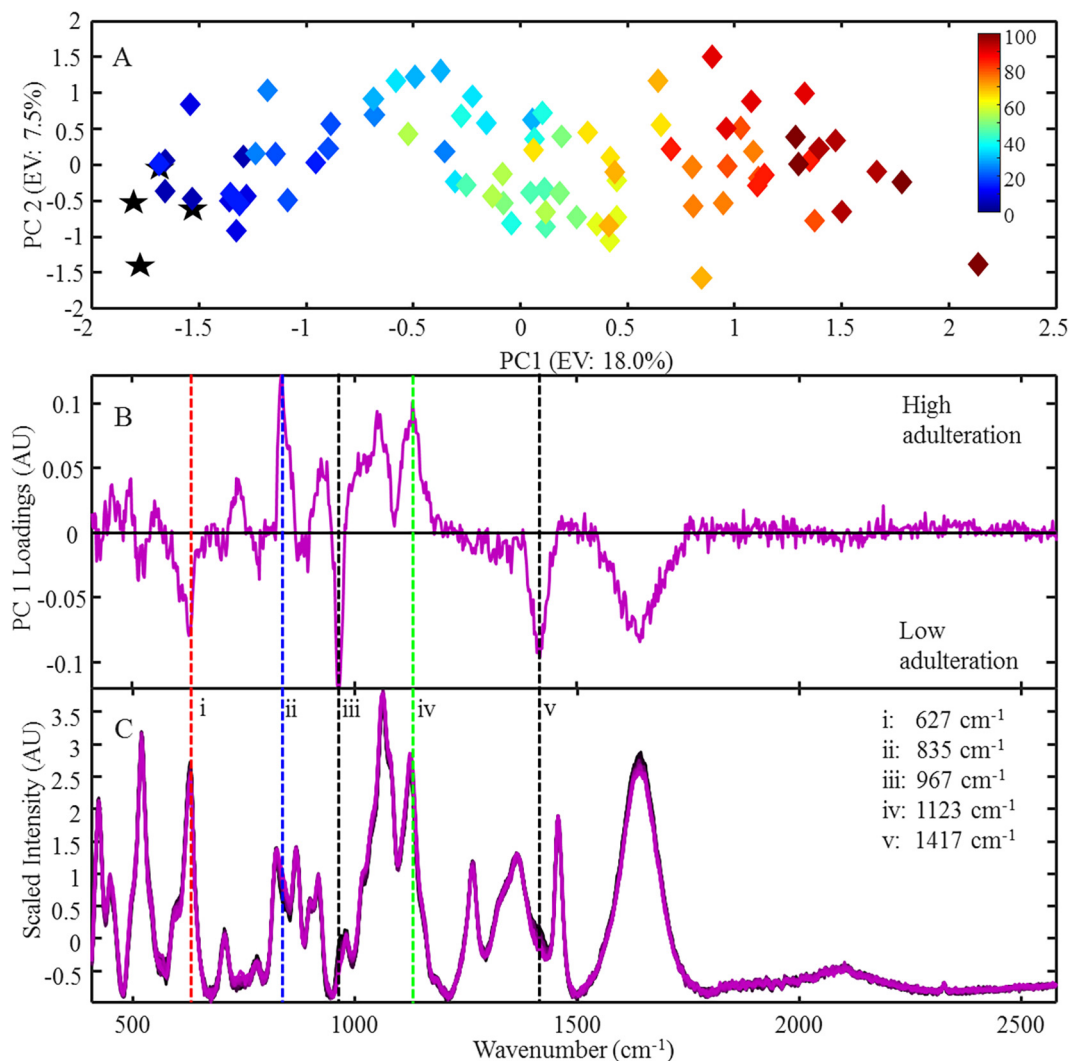 A
2
1.5
1
0.5
0
-0.5
-1
-1.5
-2
PC 2 (EV: 7.5%)
100
80
60
40
20
0
-2 -1.5 -1 -0.5 0 0.5 1 1.5 2 2.5
PC1 (EV: 18.0%)
B
0.1
0.05
0
-0.05
-0.1
PC 1 Loadings (AU)
High
adulteration
Low
adulteration
C
i ii iii iv v
3.5
3
2.5
2
1.5
1
0.5
0
-0.5
Scaled Intensity (AU)
i: 627 cm-1
ii: 835 cm-1
iii: 967 cm-1
iv: 1123 cm-1
v: 1417 cm-1
500 1000 1500 2000 2500
Wavenumber (cm-1)